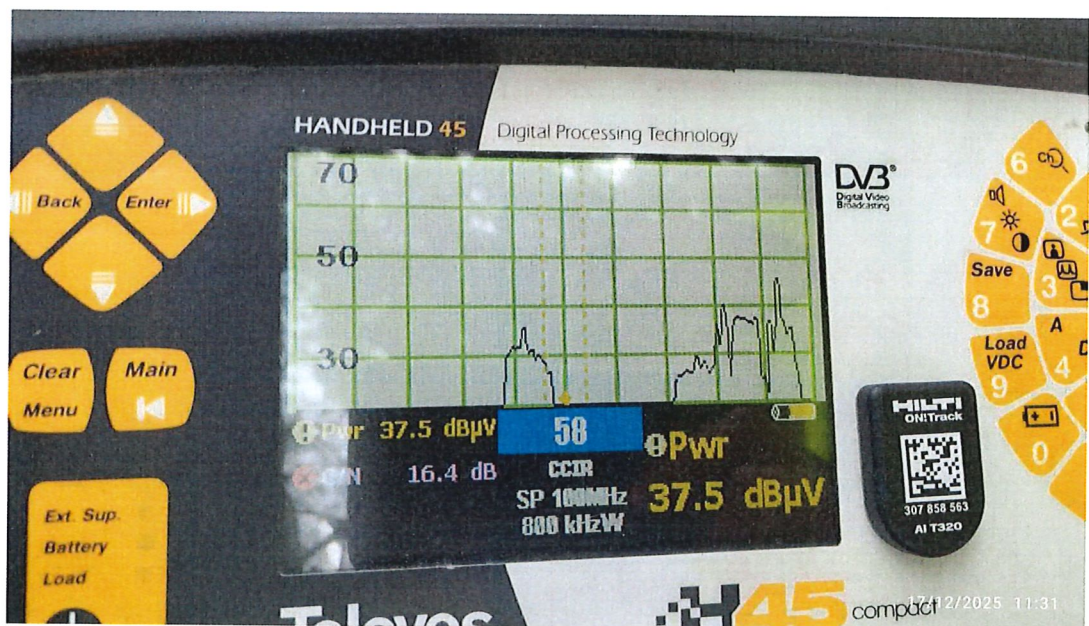 HANDHELD 45
Digital Processing Technology
70
50
30
DVB®
Digital Video
Broadcasting
Back
Enter
Clear
Menu
Main
Ext. Sup.
Battery
Load
Pwr 37.5 dBµV
C/N 16.4 dB
58
CCIR
SP 100MHz
800 kHzW
Pwr
37.5 dBµV
6
Ch
7
2
Save
8
3
A
Load
VDC
9
4
0
HILTI
ON!Track
307 858 563
AI T320
Televes
H45 compact
17/12/2025 11:31